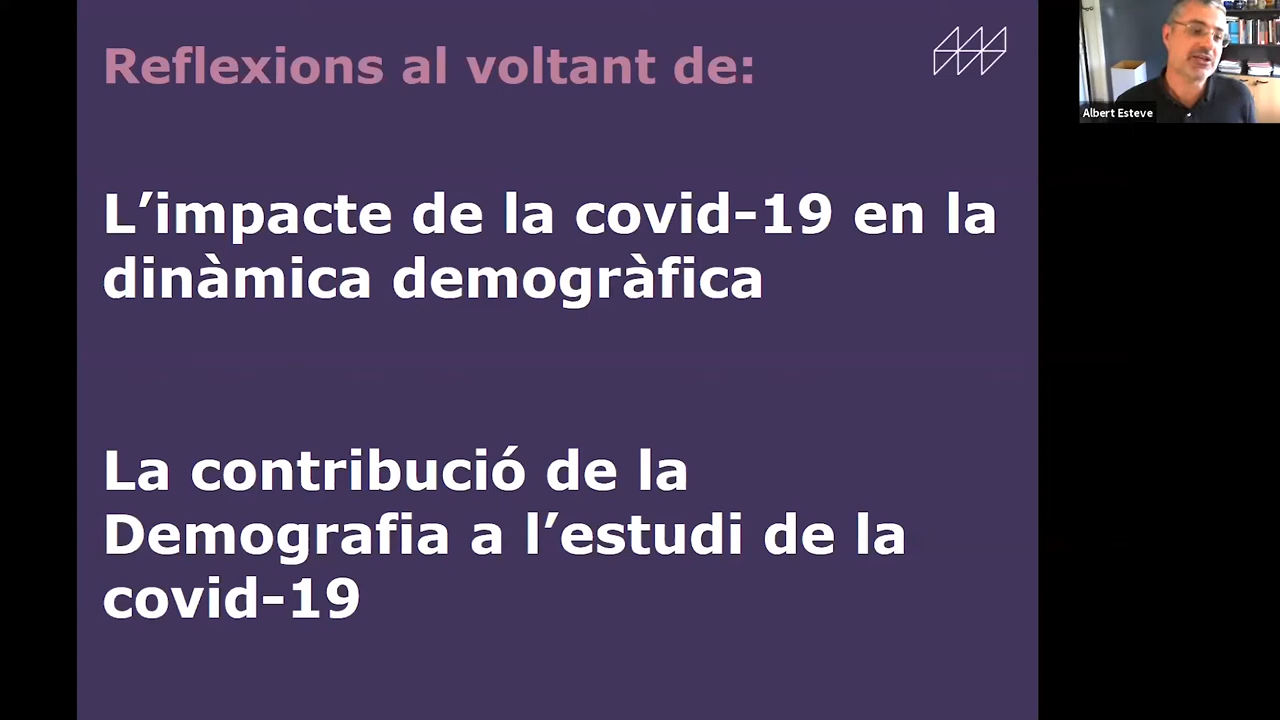 Reflexions al voltant de:
L’impacte de la covid-19 en la
dinàmica demogràfica
La contribució de la
Demografia a l’estudi de la
covid-19
Albert Esteve